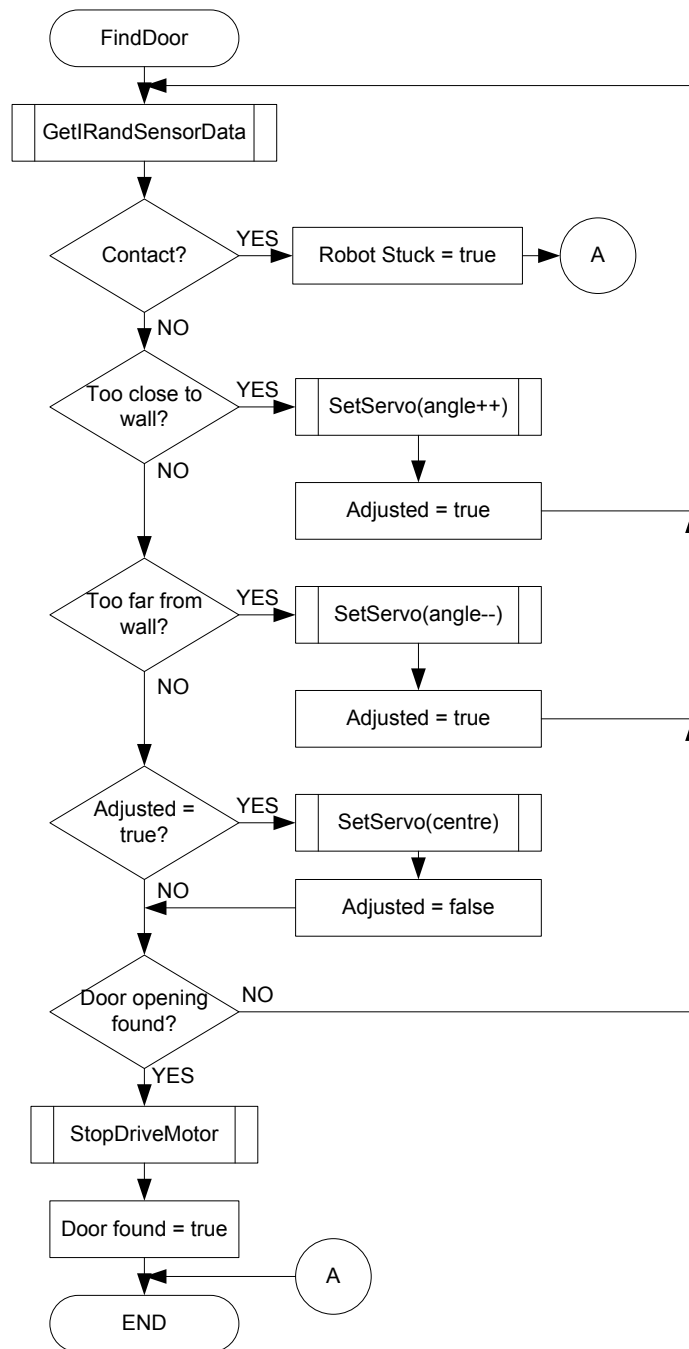 FindDoor
GetIRandSensorData
Contact?
YES
Robot Stuck = true
A
NO
Too close to
wall?
YES
SetServo(angle++)
NO
Adjusted = true
Too far from
wall?
YES
SetServo(angle--)
NO
Adjusted = true
Adjusted =
true?
YES
SetServo(centre)
NO
Adjusted = false
Door opening
found?
NO
YES
StopDriveMotor
Door found = true
A
END